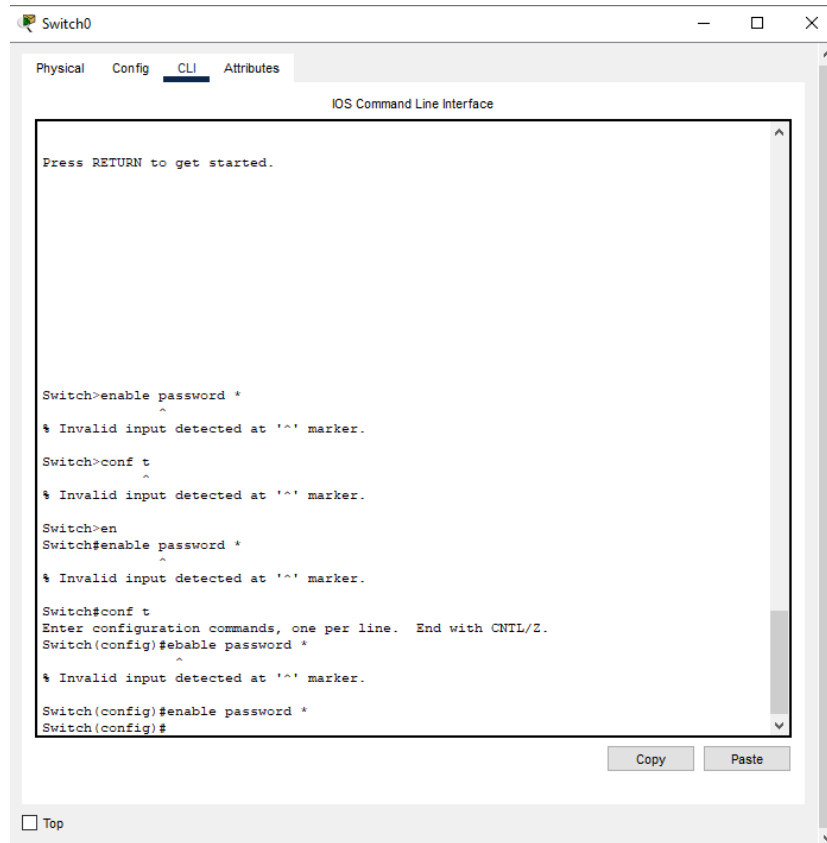 Switch0
Physical Config CLI Attributes
IOS Command Line Interface
Press RETURN to get started.
Switch>enable password *
^
% Invalid input detected at '^' marker.
Switch>conf t
^
% Invalid input detected at '^' marker.
Switch>en
Switch#enable password *
^
% Invalid input detected at '^' marker.
Switch#conf t
Enter configuration commands, one per line. End with CNTL/Z.
Switch(config)#ebable password *
^
% Invalid input detected at '^' marker.
Switch(config)#enable password *
Switch(config)#
Copy Paste
Top